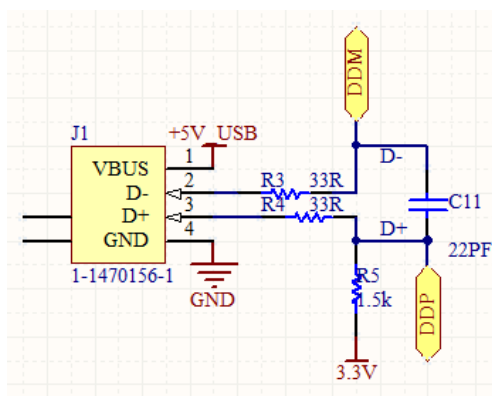 DDM
J1
+5V_USB
VBUS
1
D-
D-
2
R3
33R
D+
3
R4
33R
C11
GND
4
D+
22PF
1-1470156-1
R5
1.5k
GND
DDP
3.3V